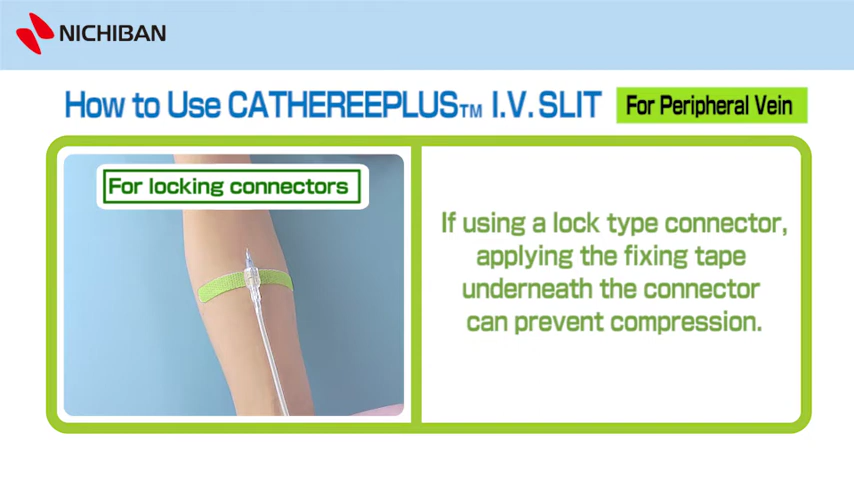 NICHIBAN
How to Use CATHEREEPLUS™ I.V. SLIT
For Peripheral Vein
For locking connectors
If using a lock type connector,
applying the fixing tape
underneath the connector
can prevent compression.